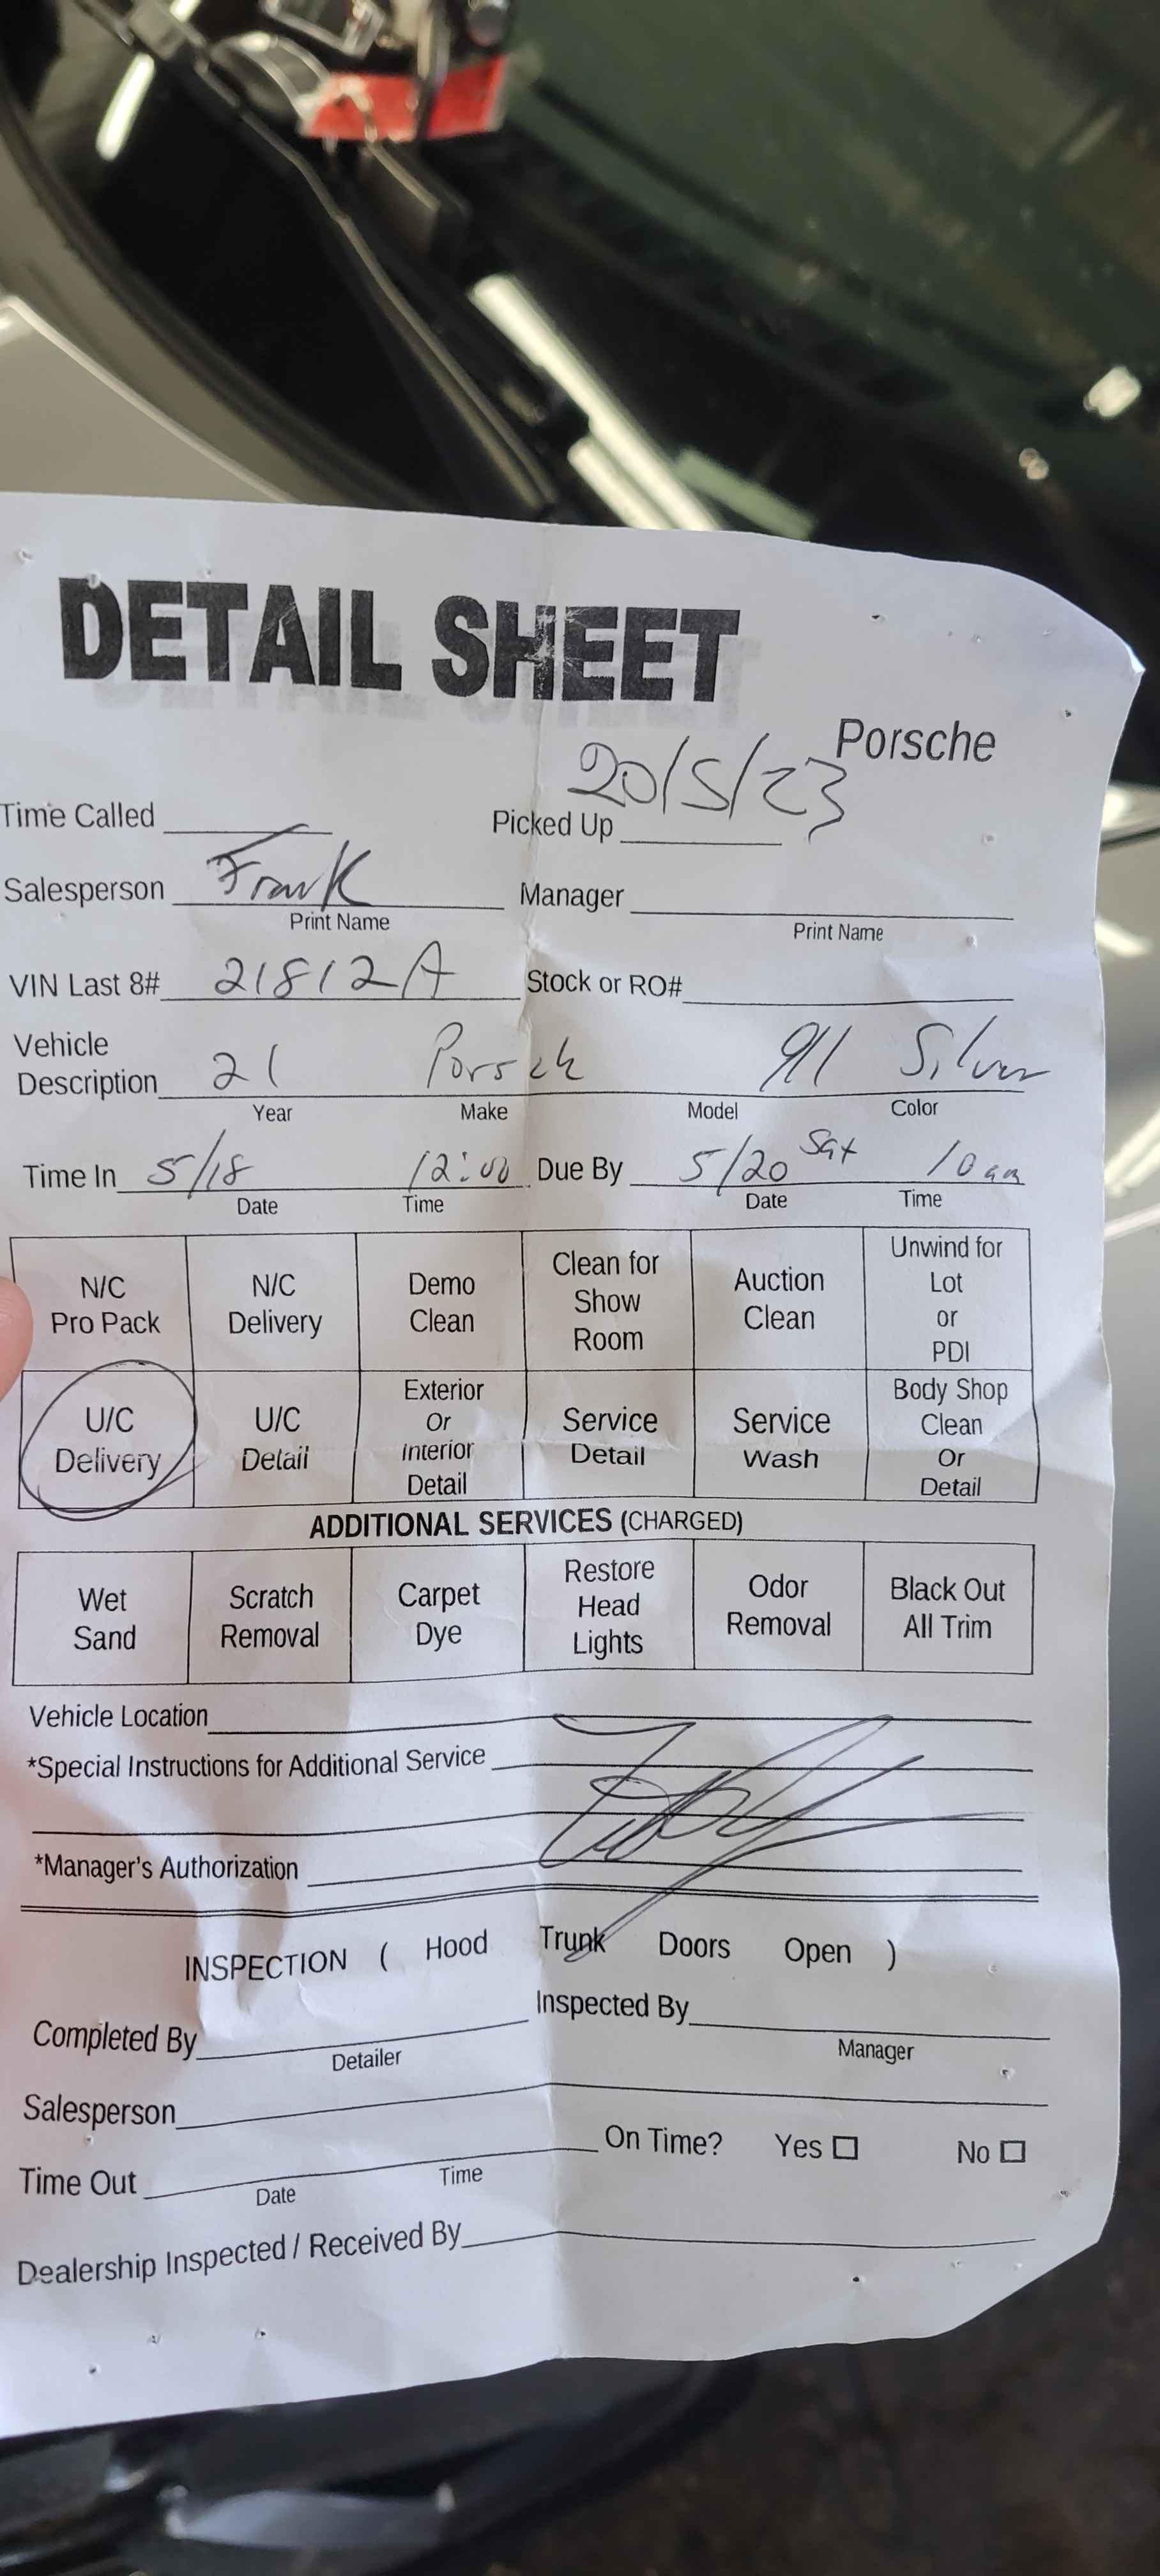 DETAIL SHEET
Porsche
20/5/23
Time Called Picked Up
Salesperson Frank Manager
Print Name Print Name
VIN Last 8# 21812A Stock or RO#
Vehicle
Description 21 Porsch 911 Silver
Year Make Model Color
Time In 5/18 12:00 Due By 5/20 Sat 10am
Date Time Date Time
N/C
Pro Pack
N/C
Delivery
Demo
Clean
Clean for
Show
Room
Auction
Clean
Unwind for
Lot
or
PDI
U/C
Delivery
U/C
Detail
Exterior
Or
Interior
Detail
Service
Detail
Service
Wash
Body Shop
Clean
Or
Detail
ADDITIONAL SERVICES (CHARGED)
Wet
Sand
Scratch
Removal
Carpet
Dye
Restore
Head
Lights
Odor
Removal
Black Out
All Trim
Vehicle Location
*Special Instructions for Additional Service
*Manager's Authorization
INSPECTION ( Hood Trunk Doors Open )
Completed By Inspected By
Detailer Manager
Salesperson
On Time? Yes ☐ No ☐
Time Out
Date Time
Dealership Inspected / Received By